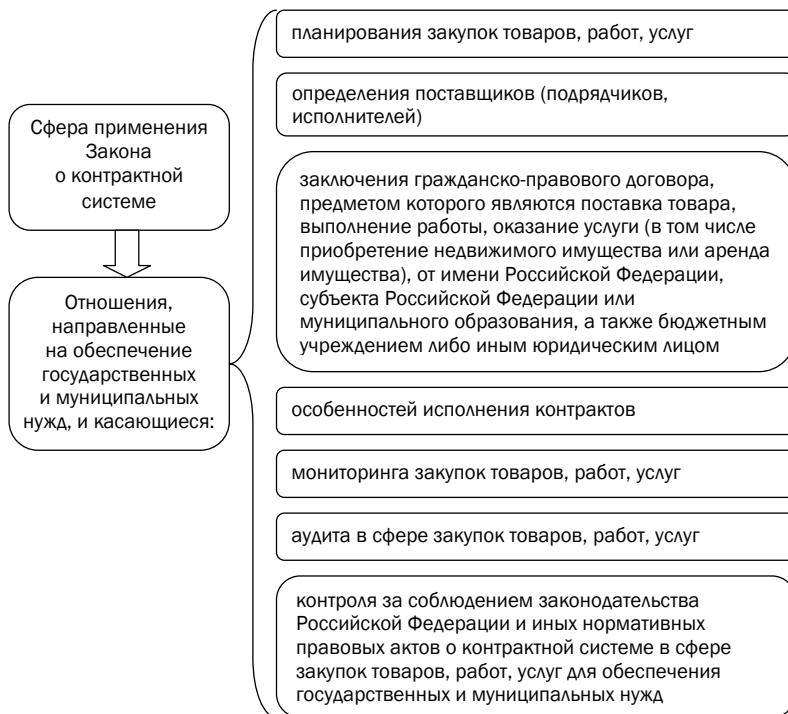 Сфера применения
Закона
о контрактной
системе
Отношения,
направленные
на обеспечение
государственных
и муниципальных
нужд, и касающиеся:
планирования закупок товаров, работ, услуг
определения поставщиков (подрядчиков,
исполнителей)
заключения гражданско-правового договора,
предметом которого являются поставка товара,
выполнение работы, оказание услуги (в том числе
приобретение недвижимого имущества или аренда
имущества), от имени Российской Федерации,
субъекта Российской Федерации или
муниципального образования, а также бюджетным
учреждением либо иным юридическим лицом
особенностей исполнения контрактов
мониторинга закупок товаров, работ, услуг
аудита в сфере закупок товаров, работ, услуг
контроля за соблюдением законодательства
Российской Федерации и иных нормативных
правовых актов о контрактной системе в сфере
закупок товаров, работ, услуг для обеспечения
государственных и муниципальных нужд